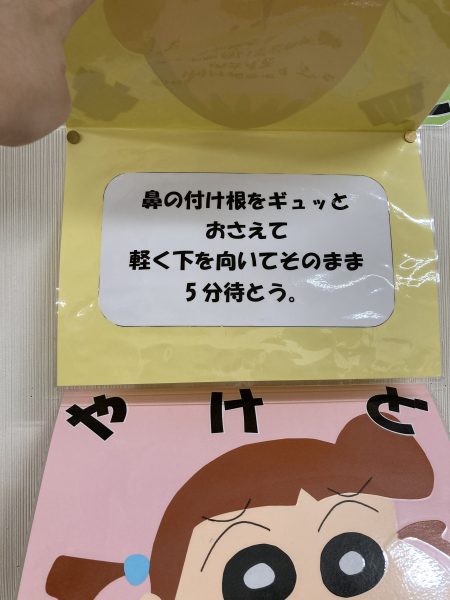 鼻の付け根をギュッと
おさえて
軽く下を向いてそのまま
5分待とう。
やけど